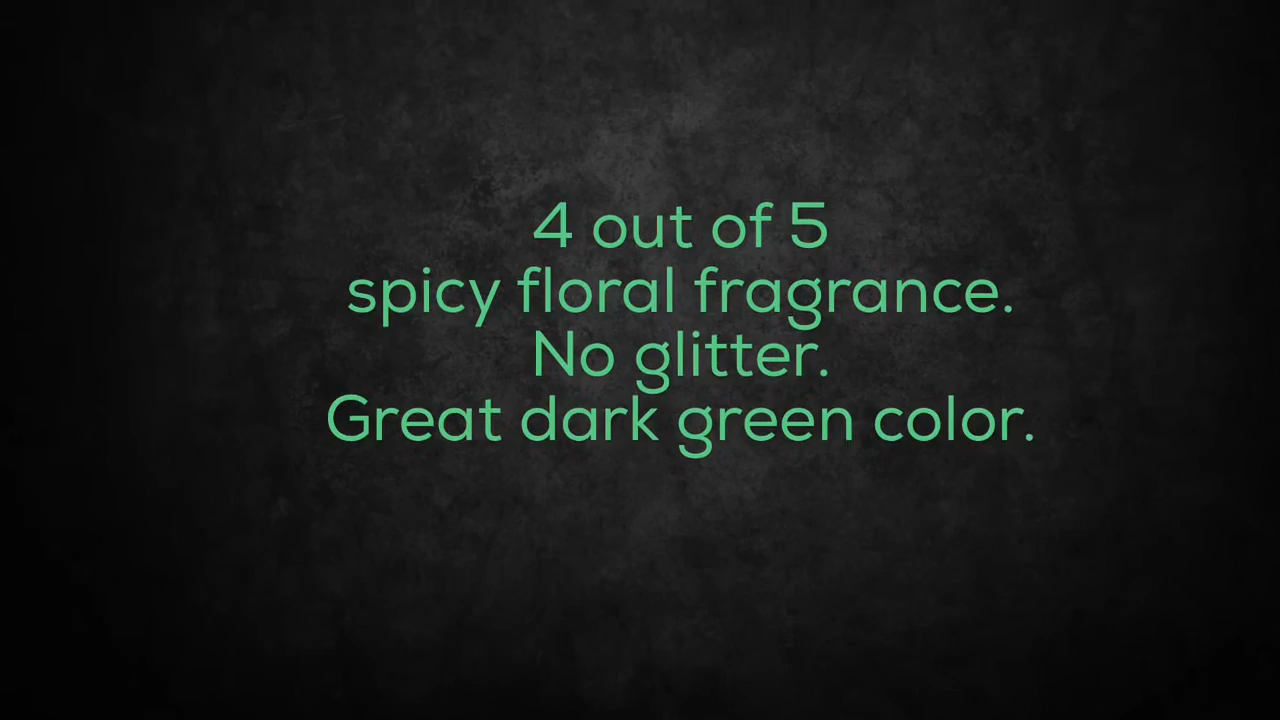 4 out of 5
spicy floral fragrance.
No glitter.
Great dark green color.